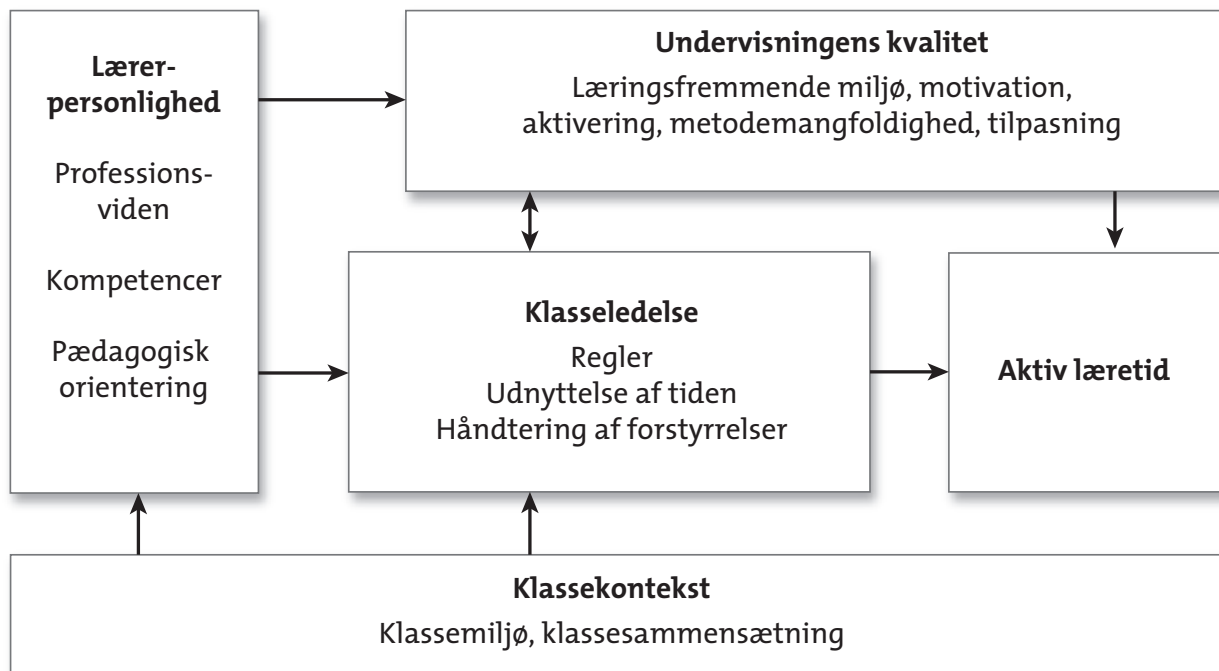 Lærer-
personlighed
Professions-
viden
Kompetencer
Pædagogisk
orientering
Undervisningens kvalitet
Læringsfremmende miljø, motivation,
aktivering, metodemangfoldighed, tilpasning
Klasseledelse
Regler
Udnyttelse af tiden
Håndtering af forstyrrelser
Aktiv læretid
Klassekontekst
Klassemiljø, klassesammensætning